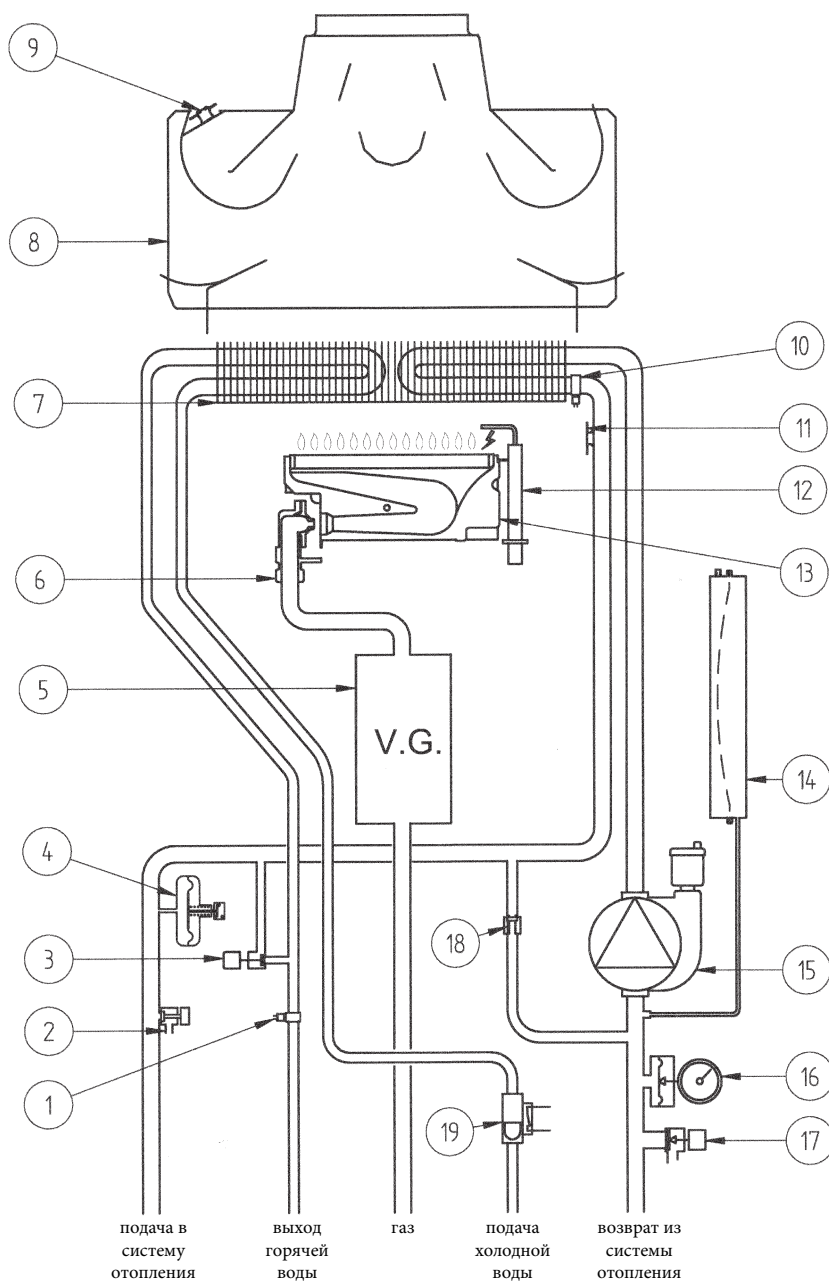 9
8
10
7
11
12
6
13
5
V.G.
14
4
18
3
15
2
1
16
19
17
подача в
систему
отопления
выход
горячей
воды
газ
подача
холодной
воды
возврат из
системы
отопления